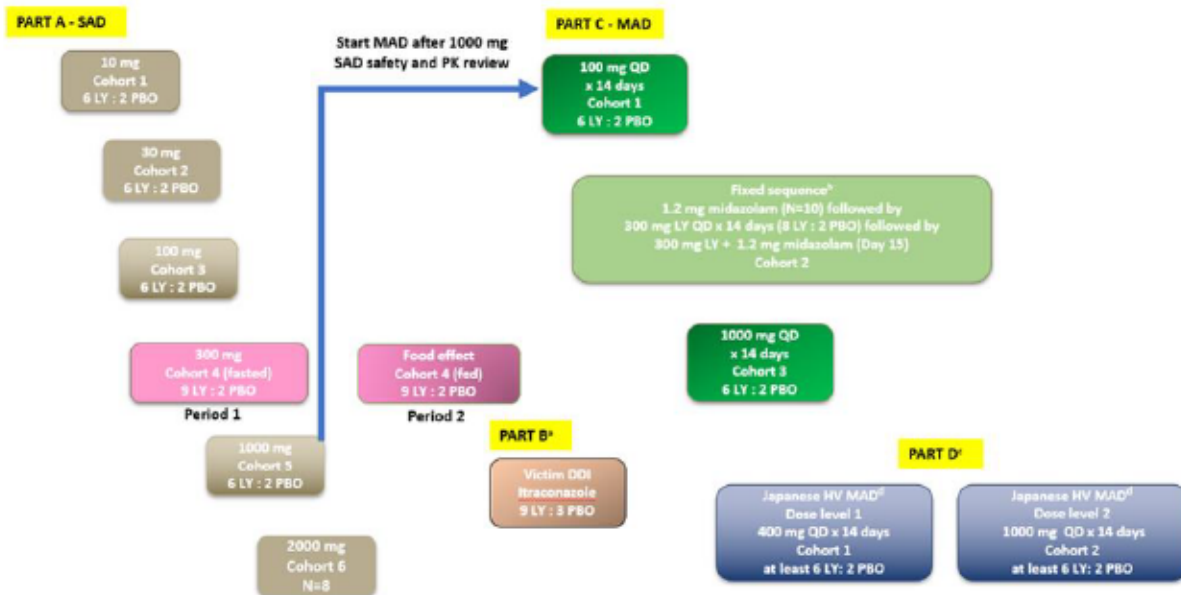 PART A - SAD
10 mg
Cohort 1
6 LY : 2 PBO
30 mg
Cohort 2
6 LY : 2 PBO
100 mg
Cohort 3
6 LY : 2 PBO
300 mg
Cohort 4 (fasted)
9 LY : 2 PBO
Period 1
Food effect
Cohort 4 (fed)
9 LY : 2 PBO
Period 2
1000 mg
Cohort 5
6 LY : 2 PBO
2000 mg
Cohort 6
N=8
Start MAD after 1000 mg
SAD safety and PK review
PART Bᵃ
Victim DDI
Itraconazole
9 LY : 3 PBO
PART C - MAD
100 mg QD
x 14 days
Cohort 1
6 LY : 2 PBO
Fixed sequenceᵇ
1.2 mg midazolam (N=10) followed by
300 mg LY QD x 14 days (8 LY : 2 PBO) followed by
300 mg LY + 1.2 mg midazolam (Day 15)
Cohort 2
1000 mg QD
x 14 days
Cohort 3
6 LY : 2 PBO
PART Dᶜ
Japanese HV MADᵈ
Dose level 1
400 mg QD x 14 days
Cohort 1
at least 6 LY: 2 PBO
Japanese HV MADᵈ
Dose level 2
1000 mg QD x 14 days
Cohort 2
at least 6 LY: 2 PBO